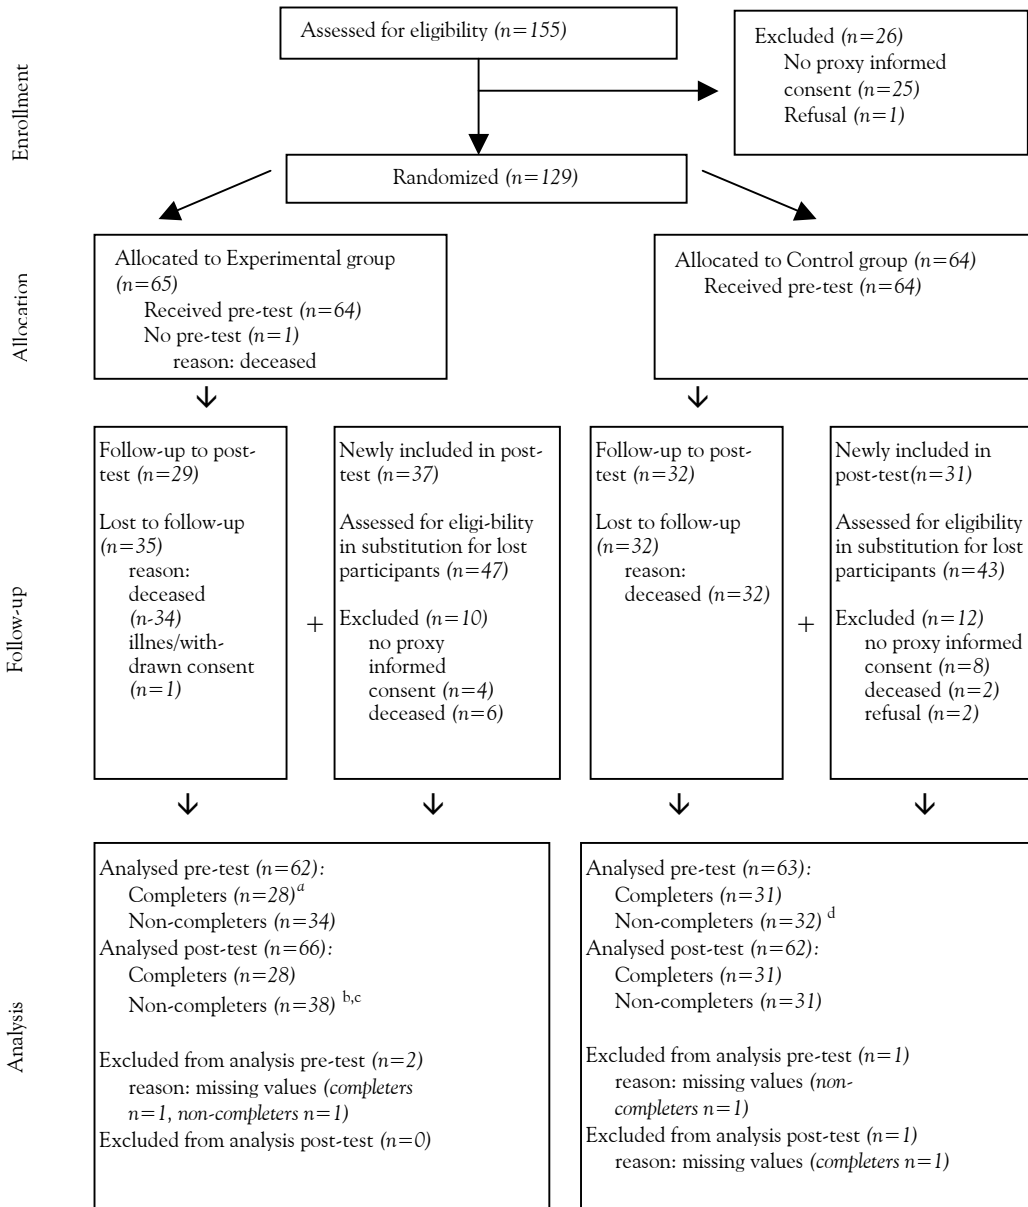 Assessed for eligibility (n=155)
Excluded (n=26)
No proxy informed
consent (n=25)
Refusal (n=1)
Enrollment
Randomized (n=129)
Allocation
Allocated to Experimental group
(n=65)
Received pre-test (n=64)
No pre-test (n=1)
reason: deceased
Allocated to Control group (n=64)
Received pre-test (n=64)
Follow-up
Follow-up to post-
test (n=29)
Lost to follow-up
(n=35)
reason:
deceased
(n-34)
illnes/with-
drawn consent
(n=1)
+
Newly included in post-
test (n=37)
Assessed for eligi-bility
in substitution for lost
participants (n=47)
Excluded (n=10)
no proxy
informed
consent (n=4)
deceased (n=6)
Follow-up to post-
test (n=32)
Lost to follow-up
(n=32)
reason:
deceased (n=32)
+
Newly included in
post-test(n=31)
Assessed for eligibility
in substitution for lost
participants (n=43)
Excluded (n=12)
no proxy informed
consent (n=8)
deceased (n=2)
refusal (n=2)
Analysis
Analysed pre-test (n=62):
Completers (n=28)a
Non-completers (n=34)
Analysed post-test (n=66):
Completers (n=28)
Non-completers (n=38) b,c
Excluded from analysis pre-test (n=2)
reason: missing values (completers
n=1, non-completers n=1)
Excluded from analysis post-test (n=0)
Analysed pre-test (n=63):
Completers (n=31)
Non-completers (n=32) d
Analysed post-test (n=62):
Completers (n=31)
Non-completers (n=31)
Excluded from analysis pre-test (n=1)
reason: missing values (non-
completers n=1)
Excluded from analysis post-test (n=1)
reason: missing values (completers n=1)